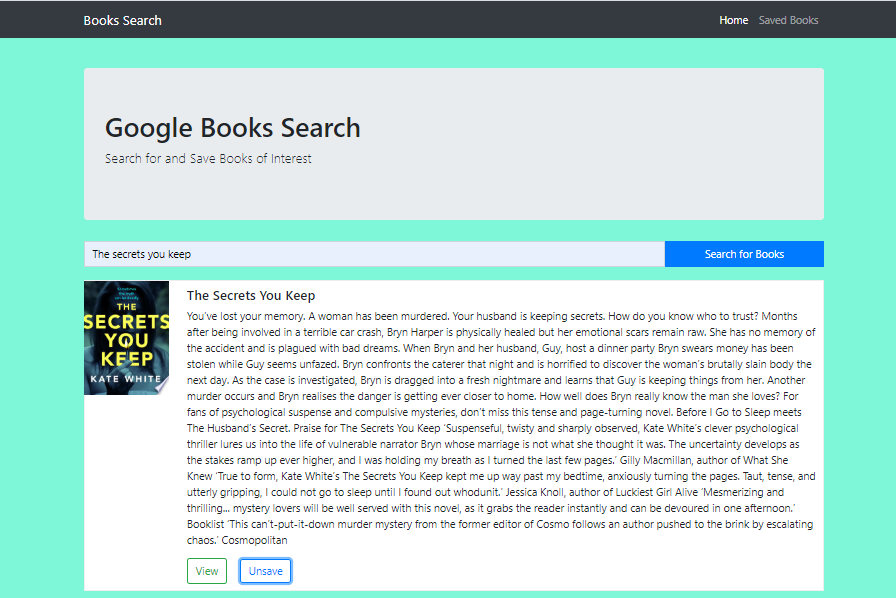 Books Search
Home Saved Books
Google Books Search
Search for and Save Books of Interest
The secrets you keep
Search for Books
THE
SECRETS
YOU
KEEP
KATE WHITE
The Secrets You Keep
You've lost your memory. A woman has been murdered. Your husband is keeping secrets. How do you know who to trust? Months
after being involved in a terrible car crash, Bryn Harper is physically healed but her emotional scars remain raw. She has no memory of
the accident and is plagued with bad dreams. When Bryn and her husband, Guy, host a dinner party Bryn swears money has been
stolen while Guy seems unfazed. Bryn confronts the caterer that night and is horrified to discover the woman's brutally slain body the
next day. As the case is investigated, Bryn is dragged into a fresh nightmare and learns that Guy is keeping things from her. Another
murder occurs and Bryn realises the danger is getting ever closer to home. How well does Bryn really know the man she loves? For
fans of psychological suspense and compulsive mysteries, don't miss this tense and page-turning novel. Before I Go to Sleep meets
The Husband's Secret. Praise for The Secrets You Keep 'Suspenseful, twisty and sharply observed, Kate White's clever psychological
thriller lures us into the life of vulnerable narrator Bryn whose marriage is not what she thought it was. The uncertainty develops as
the stakes ramp up ever higher, and I was holding my breath as I turned the last few pages.' Gilly Macmillan, author of What She
Knew 'True to form, Kate White's The Secrets You Keep kept me up way past my bedtime, anxiously turning the pages. Taut, tense, and
utterly gripping, I could not go to sleep until I found out whodunit.' Jessica Knoll, author of Luckiest Girl Alive 'Mesmerizing and
thrilling... mystery lovers will be well served with this novel, as it grabs the reader instantly and can be devoured in one afternoon.'
Booklist 'This can't-put-it-down murder mystery from the former editor of Cosmo follows an author pushed to the brink by escalating
chaos.' Cosmopolitan
View Unsave